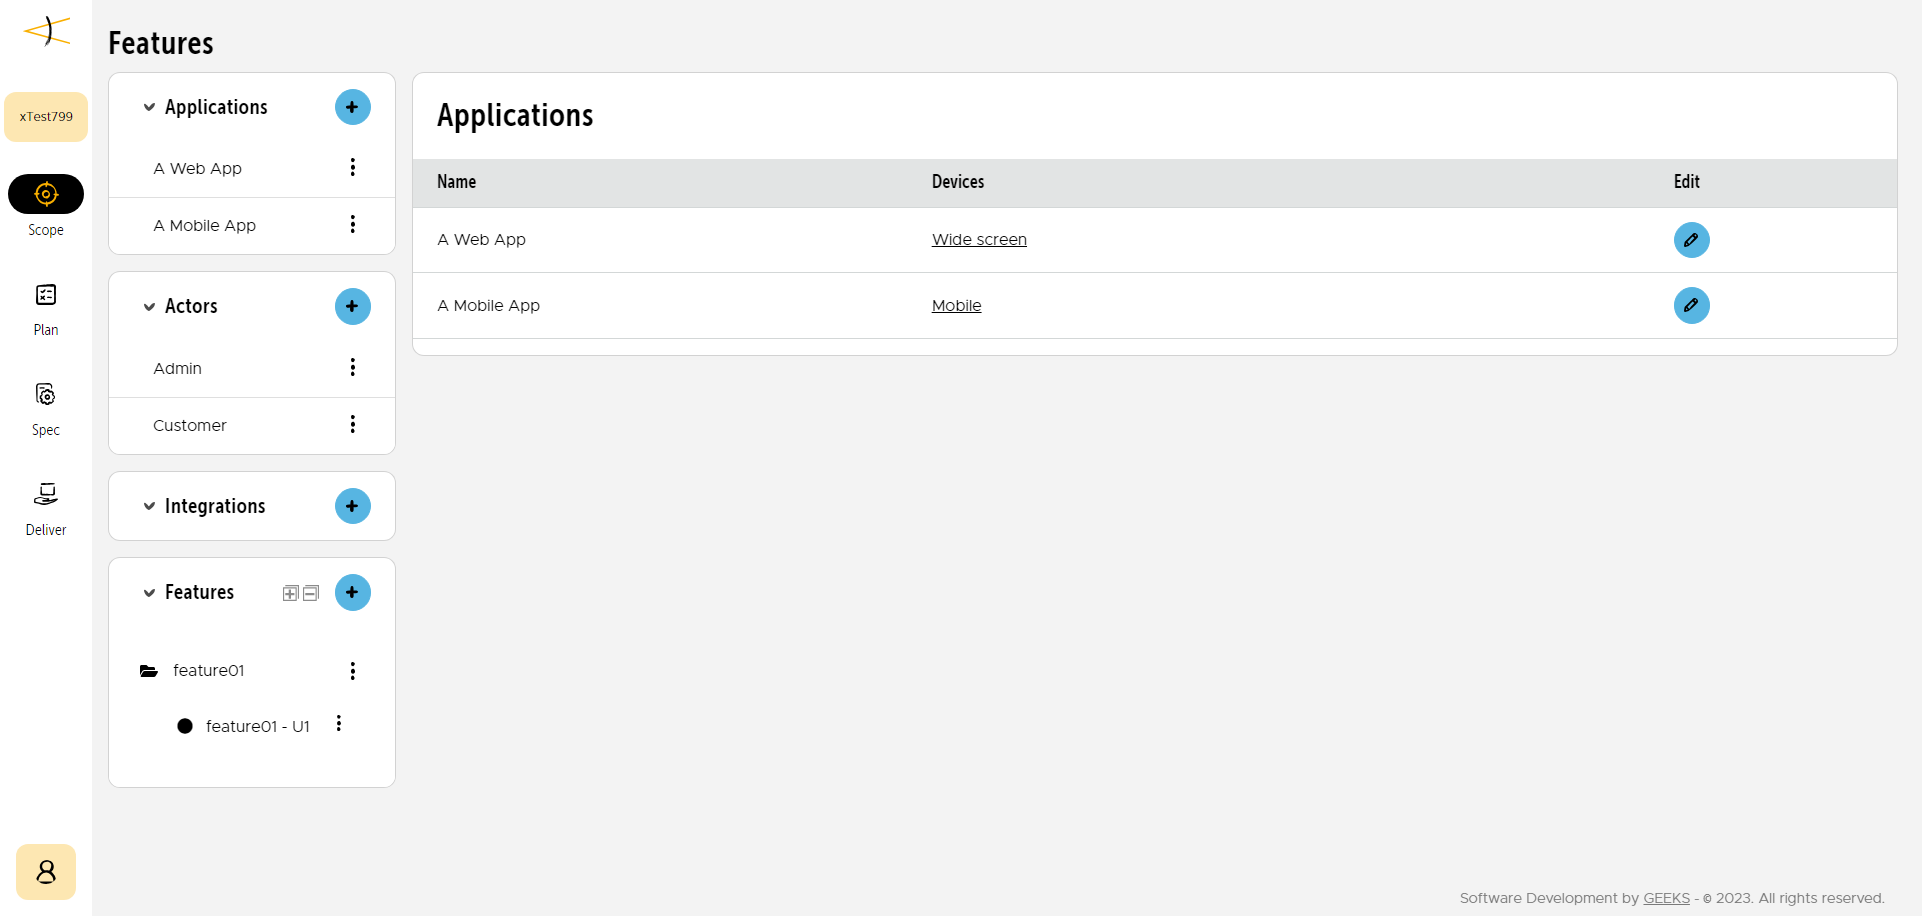 xTest799
Scope
Plan
Spec
Deliver
Features
Applications
A Web App
A Mobile App
Actors
Admin
Customer
Integrations
Features
feature01
feature01 - U1
Applications
Name Devices Edit
A Web App Wide screen
A Mobile App Mobile
Software Development by GEEKS - © 2023. All rights reserved.